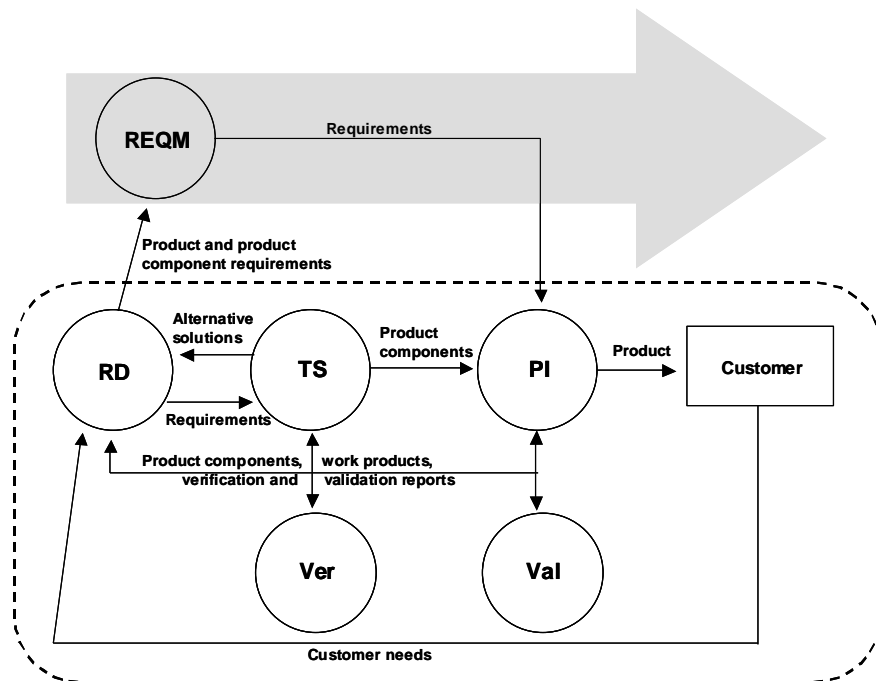 REQM
Requirements
Product and product
component requirements
Alternative
solutions
Product
components
Product
RD
TS
PI
Customer
Requirements
Product components, work products,
verification and validation reports
Ver
Val
Customer needs